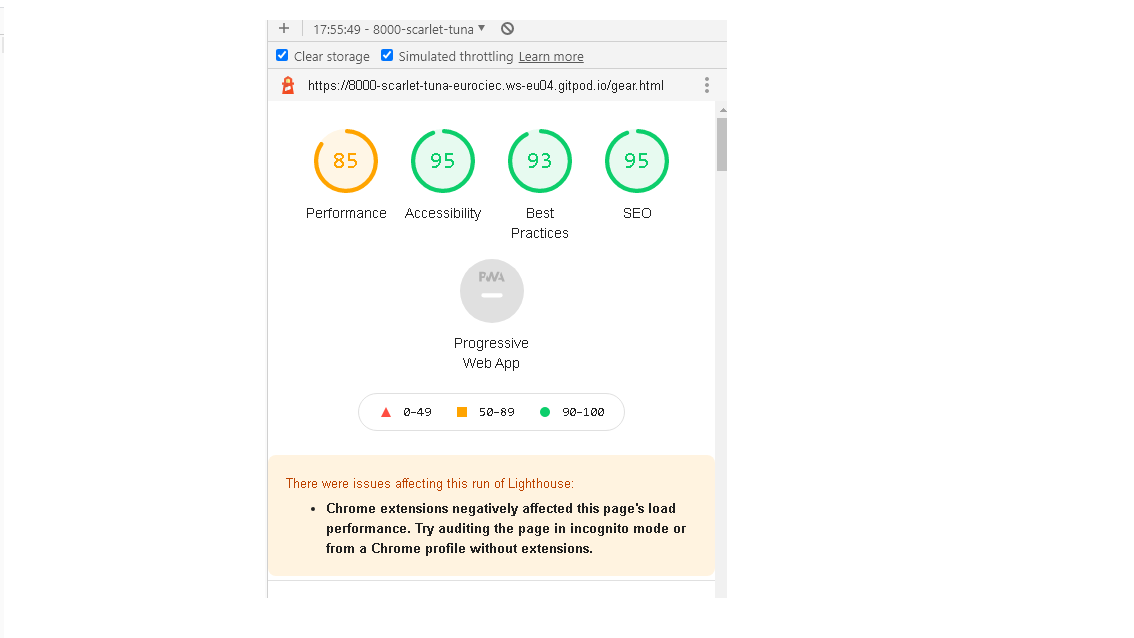 + 17:55:49 - 8000-scarlet-tuna
Clear storage Simulated throttling Learn more
https://8000-scarlet-tuna-eurociec.ws-eu04.gitpod.io/gear.html
85 95 93 95
Performance Accessibility Best Practices SEO
PWA
Progressive
Web App
0–49 50–89 90–100
There were issues affecting this run of Lighthouse:
• Chrome extensions negatively affected this page's load
performance. Try auditing the page in incognito mode or
from a Chrome profile without extensions.